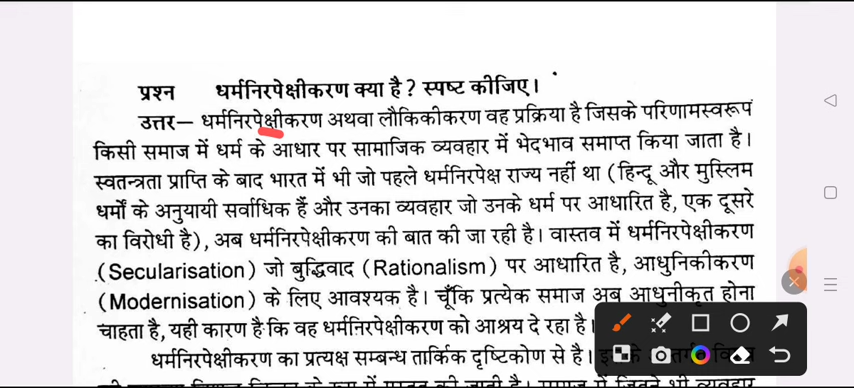 प्रश्न धर्मनिरपेक्षीकरण क्या है? स्पष्ट कीजिए।
उत्तर— धर्मनिरपेक्षीकरण अथवा लौकिकीकरण वह प्रक्रिया है जिसके परिणामस्वरूप
किसी समाज में धर्म के आधार पर सामाजिक व्यवहार में भेदभाव समाप्त किया जाता है।
स्वतन्त्रता प्राप्ति के बाद भारत में भी जो पहले धर्मनिरपेक्ष राज्य नहीं था (हिन्दू और मुस्लिम
धर्मों के अनुयायी सर्वाधिक हैं और उनका व्यवहार जो उनके धर्म पर आधारित है, एक दूसरे
का विरोधी है), अब धर्मनिरपेक्षीकरण की बात की जा रही है। वास्तव में धर्मनिरपेक्षीकरण
(Secularisation) जो बुद्धिवाद (Rationalism) पर आधारित है, आधुनिकीकरण
(Modernisation) के लिए आवश्यक है। चूँकि प्रत्येक समाज अब आधुनीकृत होना
चाहता है, यही कारण है कि वह धर्मनिरपेक्षीकरण को आश्रय दे रहा है।
धर्मनिरपेक्षीकरण का प्रत्यक्ष सम्बन्ध तार्किक दृष्टिकोण से है।